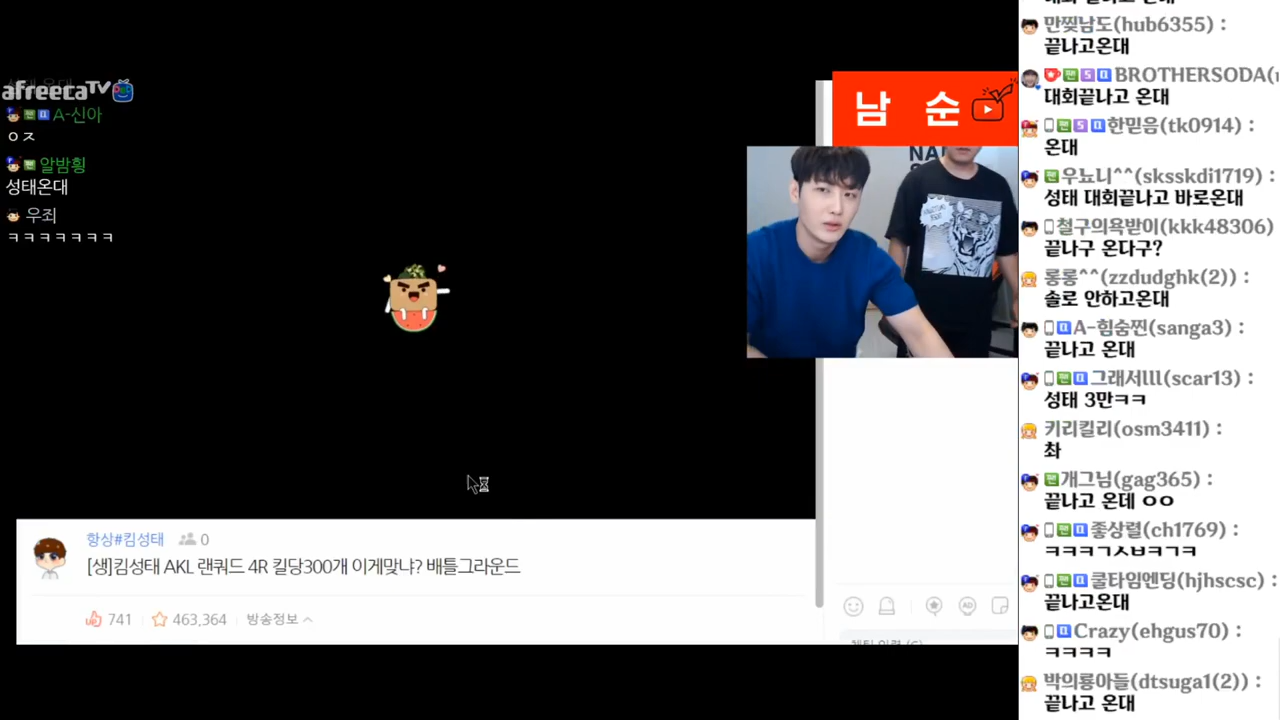 afreecaTV
A-신아
ㅇㅈ
알밤휭
성태온대
우죄
ㅋㅋㅋㅋㅋㅋㅋ
남 순
NA
항상#킴성태 0
[생]킴성태 AKL 랜쿼드 4R 킬당300개 이게맞냐? 배틀그라운드
741 463,364 방송정보
AD
만찢남도(hub6355) :
끝나고온대
BROTHERSODA(
대회끝나고 온대
한믿음(tk0914) :
온대
우뇨니^^(sksskdi1719) :
성태 대회끝나고 바로온대
철구의욕받이(kkk48306)
끝나구 온다구?
롱롱^^(zzdudghk(2)) :
솔로 안하고온대
A-힘숨찐(sanga3) :
끝나고 온대
그래서lll(scar13) :
성태 3만ㅋㅋ
키리킬리(osm3411) :
촤
개그님(gag365) :
끝나고 온데 ㅇㅇ
좋상렬(ch1769) :
ㅋㅋㅋㄱㅅㅂㅋㄱㅋ
쿨타임엔딩(hjhscsc) :
끝나고온대
Crazy(ehgus70) :
ㅋㅋㅋㅋ
박의룡아들(dtsuga1(2)) :
끝나고 온대